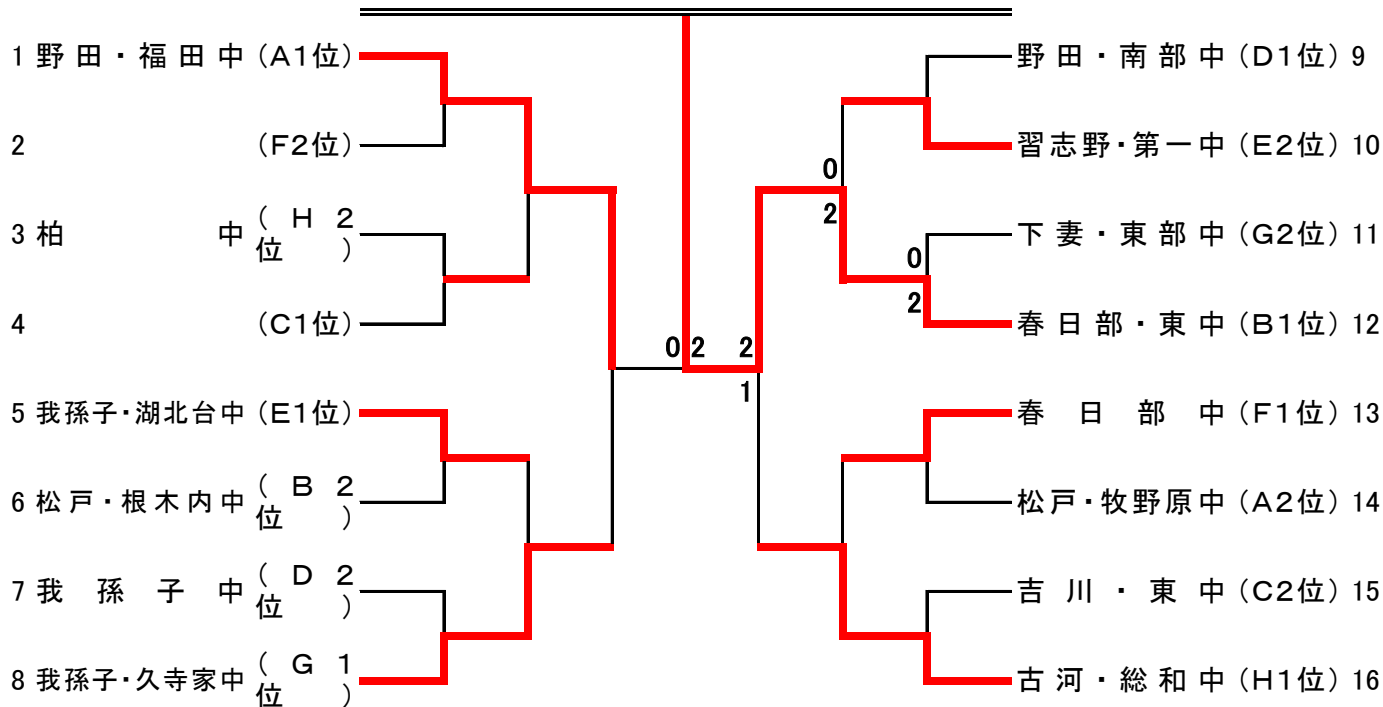 1 野田・福田中 (A1位)
2 (F2位)
3 柏 中 ( H 2
位 )
4 (C1位)
5 我孫子・湖北台中 (E1位)
6 松戸・根木内中 ( B 2
位 )
7 我 孫 子 中 ( D 2
位 )
8 我孫子・久寺家中 ( G 1
位 )
0 2 2
1
0
2
0
2
野田・南部中 (D1位) 9
習志野・第一中 (E2位) 10
下妻・東部中 (G2位) 11
春日部・東中 (B1位) 12
春 日 部 中 (F1位) 13
松戸・牧野原中 (A2位) 14
吉川・東中 (C2位) 15
古河・総和中 (H1位) 16